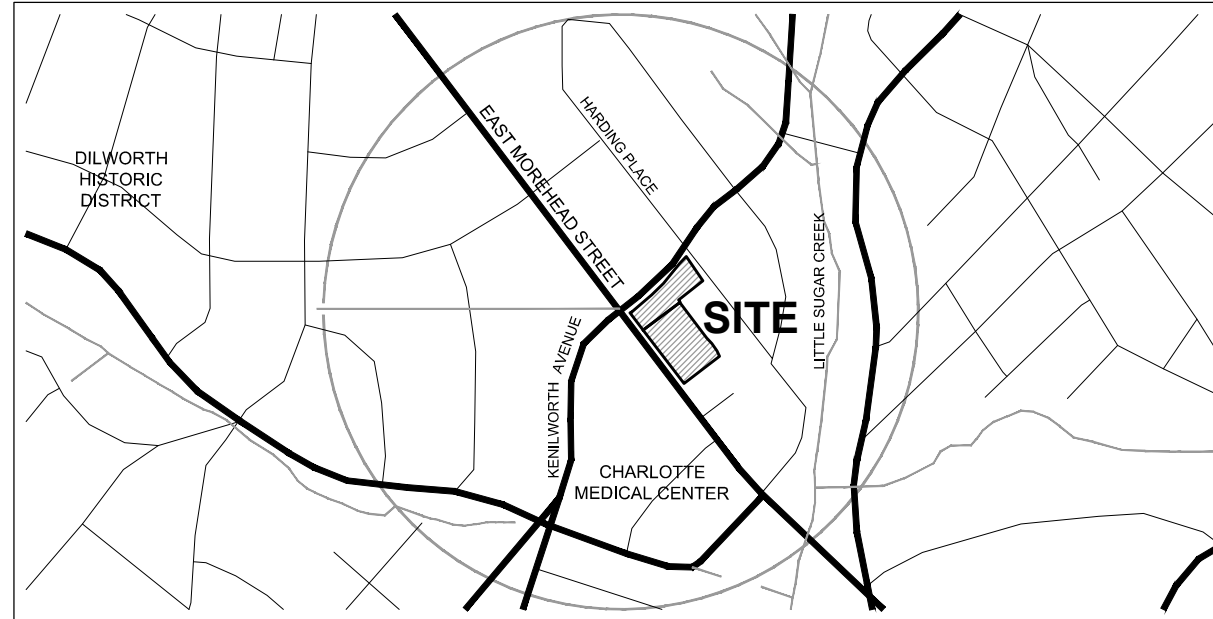 EAST MOREHEAD STREET
HARDING PLACE
DILWORTH
HISTORIC
DISTRICT
LITTLE SUGAR CREEK
SITE
KENILWORTH AVENUE
CHARLOTTE
MEDICAL CENTER